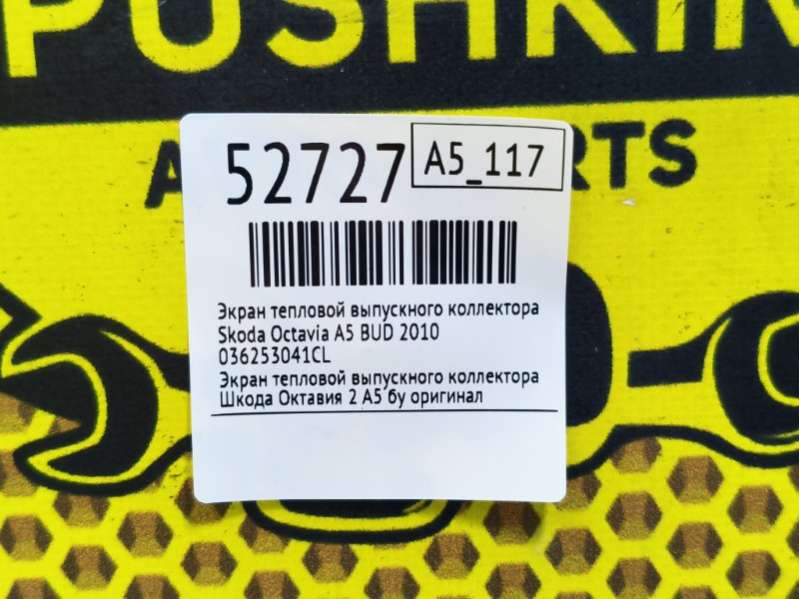 PUSHKIN
RTS
52727
A5_117
Экран тепловой выпускного коллектора
Skoda Octavia A5 BUD 2010
036253041CL
Экран тепловой выпускного коллектора
Шкода Октавия 2 А5 бу оригинал